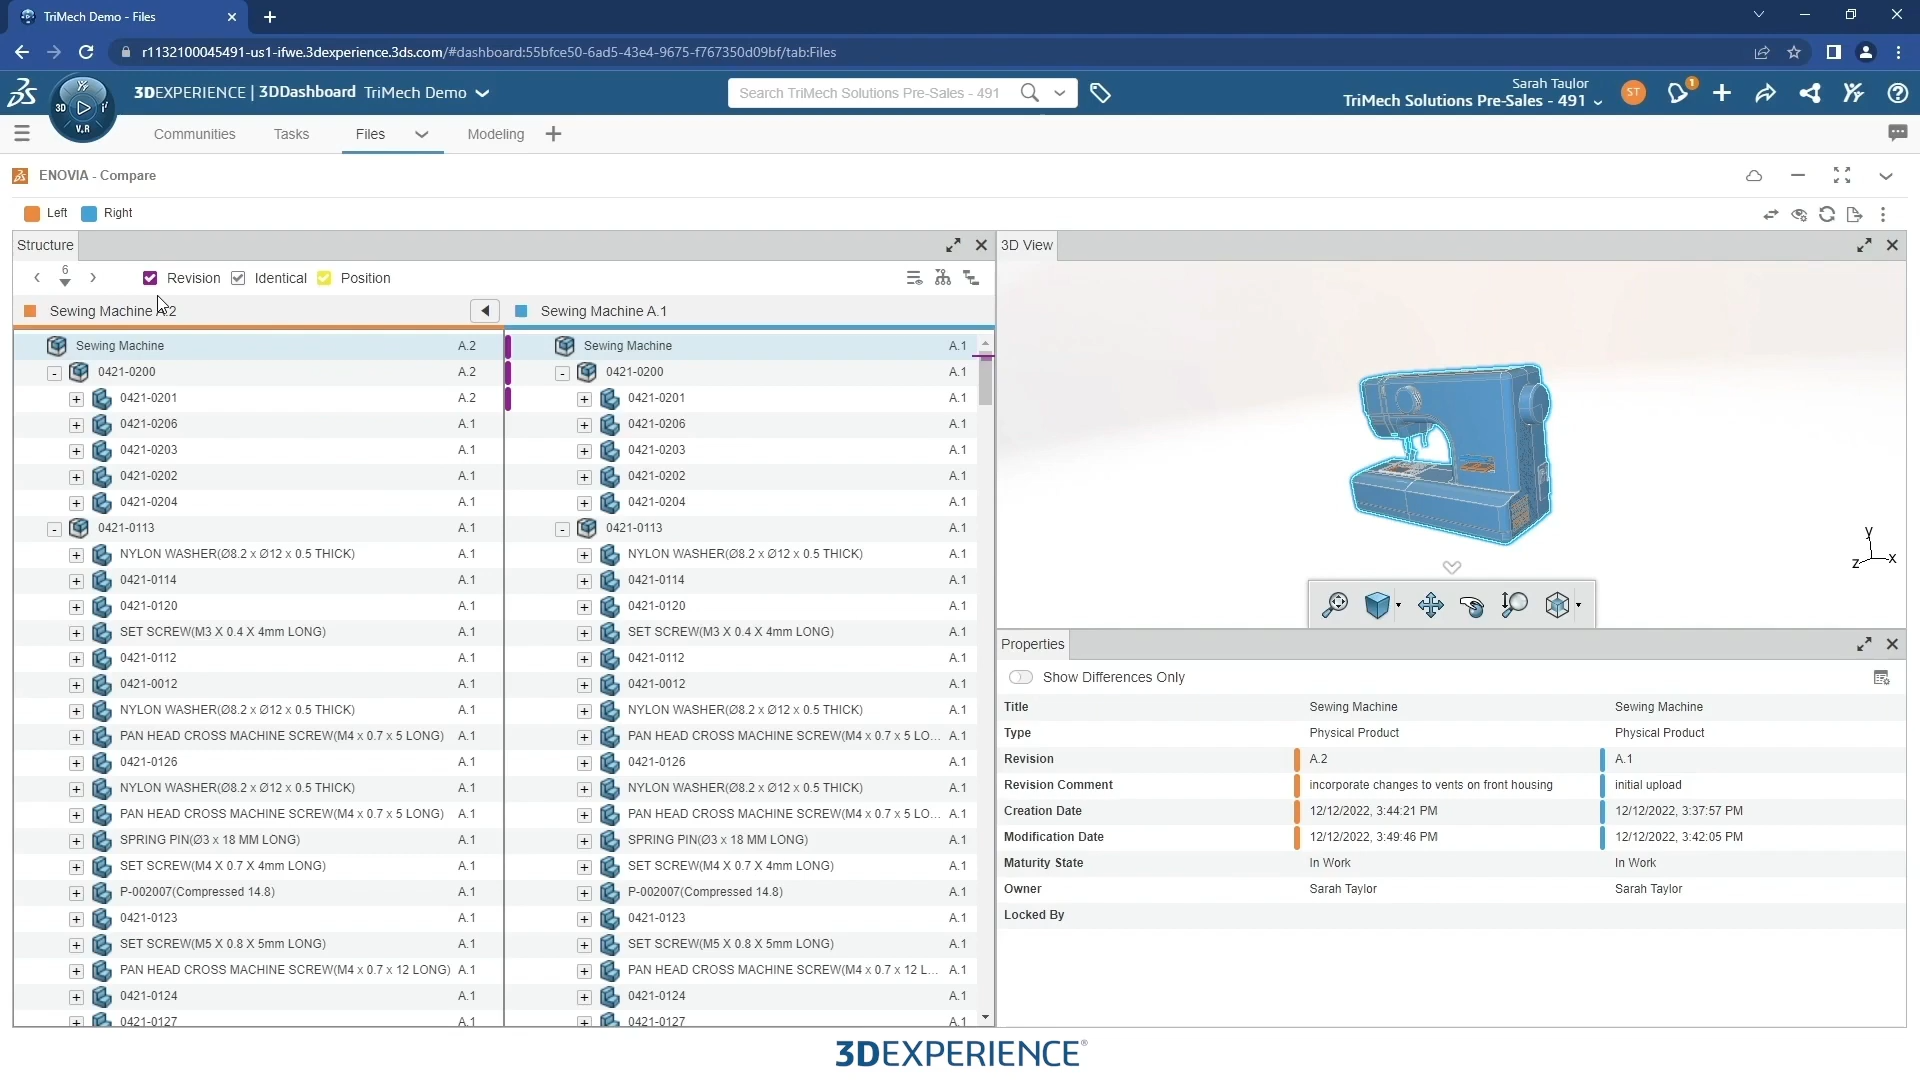 TriMech Demo - Files
r1132100045491-us1-ifwe.3dexperience.3ds.com/#dashboard:55bfce50-6ad5-43e4-9675-f767350d09bf/tab:Files
3DEXPERIENCE | 3DDashboard TriMech Demo
Search TriMech Solutions Pre-Sales - 491
Sarah Taylor
TriMech Solutions Pre-Sales - 491
ST
1
3D
V.R
Communities Tasks Files Modeling
ENOVIA - Compare
Left Right
Structure
6
Revision Identical Position
Sewing Machine A.2 Sewing Machine A.1
Sewing Machine A.2 Sewing Machine A.1
0421-0200 A.2 0421-0200 A.1
0421-0201 A.2 0421-0201 A.1
0421-0206 A.1 0421-0206 A.1
0421-0203 A.1 0421-0203 A.1
0421-0202 A.1 0421-0202 A.1
0421-0204 A.1 0421-0204 A.1
0421-0113 A.1 0421-0113 A.1
NYLON WASHER(Ø8.2 x Ø12 x 0.5 THICK) A.1 NYLON WASHER(Ø8.2 x Ø12 x 0.5 THICK) A.1
0421-0114 A.1 0421-0114 A.1
0421-0120 A.1 0421-0120 A.1
SET SCREW(M3 X 0.4 X 4mm LONG) A.1 SET SCREW(M3 X 0.4 X 4mm LONG) A.1
0421-0112 A.1 0421-0112 A.1
0421-0012 A.1 0421-0012 A.1
NYLON WASHER(Ø8.2 x Ø12 x 0.5 THICK) A.1 NYLON WASHER(Ø8.2 x Ø12 x 0.5 THICK) A.1
PAN HEAD CROSS MACHINE SCREW(M4 x 0.7 x 5 LONG) A.1 PAN HEAD CROSS MACHINE SCREW(M4 x 0.7 x 5 LO... A.1
0421-0126 A.1 0421-0126 A.1
NYLON WASHER(Ø8.2 x Ø12 x 0.5 THICK) A.1 NYLON WASHER(Ø8.2 x Ø12 x 0.5 THICK) A.1
PAN HEAD CROSS MACHINE SCREW(M4 x 0.7 x 5 LONG) A.1 PAN HEAD CROSS MACHINE SCREW(M4 x 0.7 x 5 LO... A.1
SPRING PIN(Ø3 x 18 MM LONG) A.1 SPRING PIN(Ø3 x 18 MM LONG) A.1
SET SCREW(M4 X 0.7 X 4mm LONG) A.1 SET SCREW(M4 X 0.7 X 4mm LONG) A.1
P-002007(Compressed 14.8) A.1 P-002007(Compressed 14.8) A.1
0421-0123 A.1 0421-0123 A.1
SET SCREW(M5 X 0.8 X 5mm LONG) A.1 SET SCREW(M5 X 0.8 X 5mm LONG) A.1
PAN HEAD CROSS MACHINE SCREW(M4 x 0.7 x 12 LONG) A.1 PAN HEAD CROSS MACHINE SCREW(M4 x 0.7 x 12 L... A.1
0421-0124 A.1 0421-0124 A.1
0421-0127 A.1 0421-0127 A.1
3D View
y
z x
Properties
Show Differences Only
Title Sewing Machine Sewing Machine
Type Physical Product Physical Product
Revision A.2 A.1
Revision Comment incorporate changes to vents on front housing initial upload
Creation Date 12/12/2022, 3:44:21 PM 12/12/2022, 3:37:57 PM
Modification Date 12/12/2022, 3:49:46 PM 12/12/2022, 3:42:05 PM
Maturity State In Work In Work
Owner Sarah Taylor Sarah Taylor
Locked By
3DEXPERIENCE®